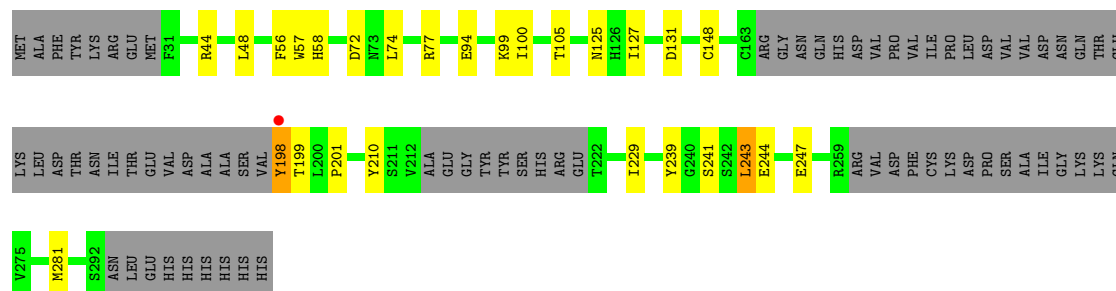 MET ALA PHE TYR LYS ARG GLU MET F31 R44 L48 F56 W57 H58 D72 N73 L74 R77 E94 K99 I100 T105 N125 H126 I127 D131 C148 C163 ARG GLY ASN GLN HIS ASP VAL PRO VAL ILE PRO LEU ASP VAL VAL ASP ASN GLN THR
LYS LEU ASP THR ASN ILE THR GLU VAL ASP ALA ALA SER VAL Y198 T199 L200 P201 Y210 S211 V212 ALA GLU GLY TYR TYR SER HIS ARG GLU T222 I229 Y239 G240 S241 S242 L243 E244 E247 R259 ARG VAL ASP PHE CYS LYS ASP PRO SER ALA ILE GLY LYS LYS
V275 M281 S292 ASN LEU GLU HIS HIS HIS HIS HIS HIS